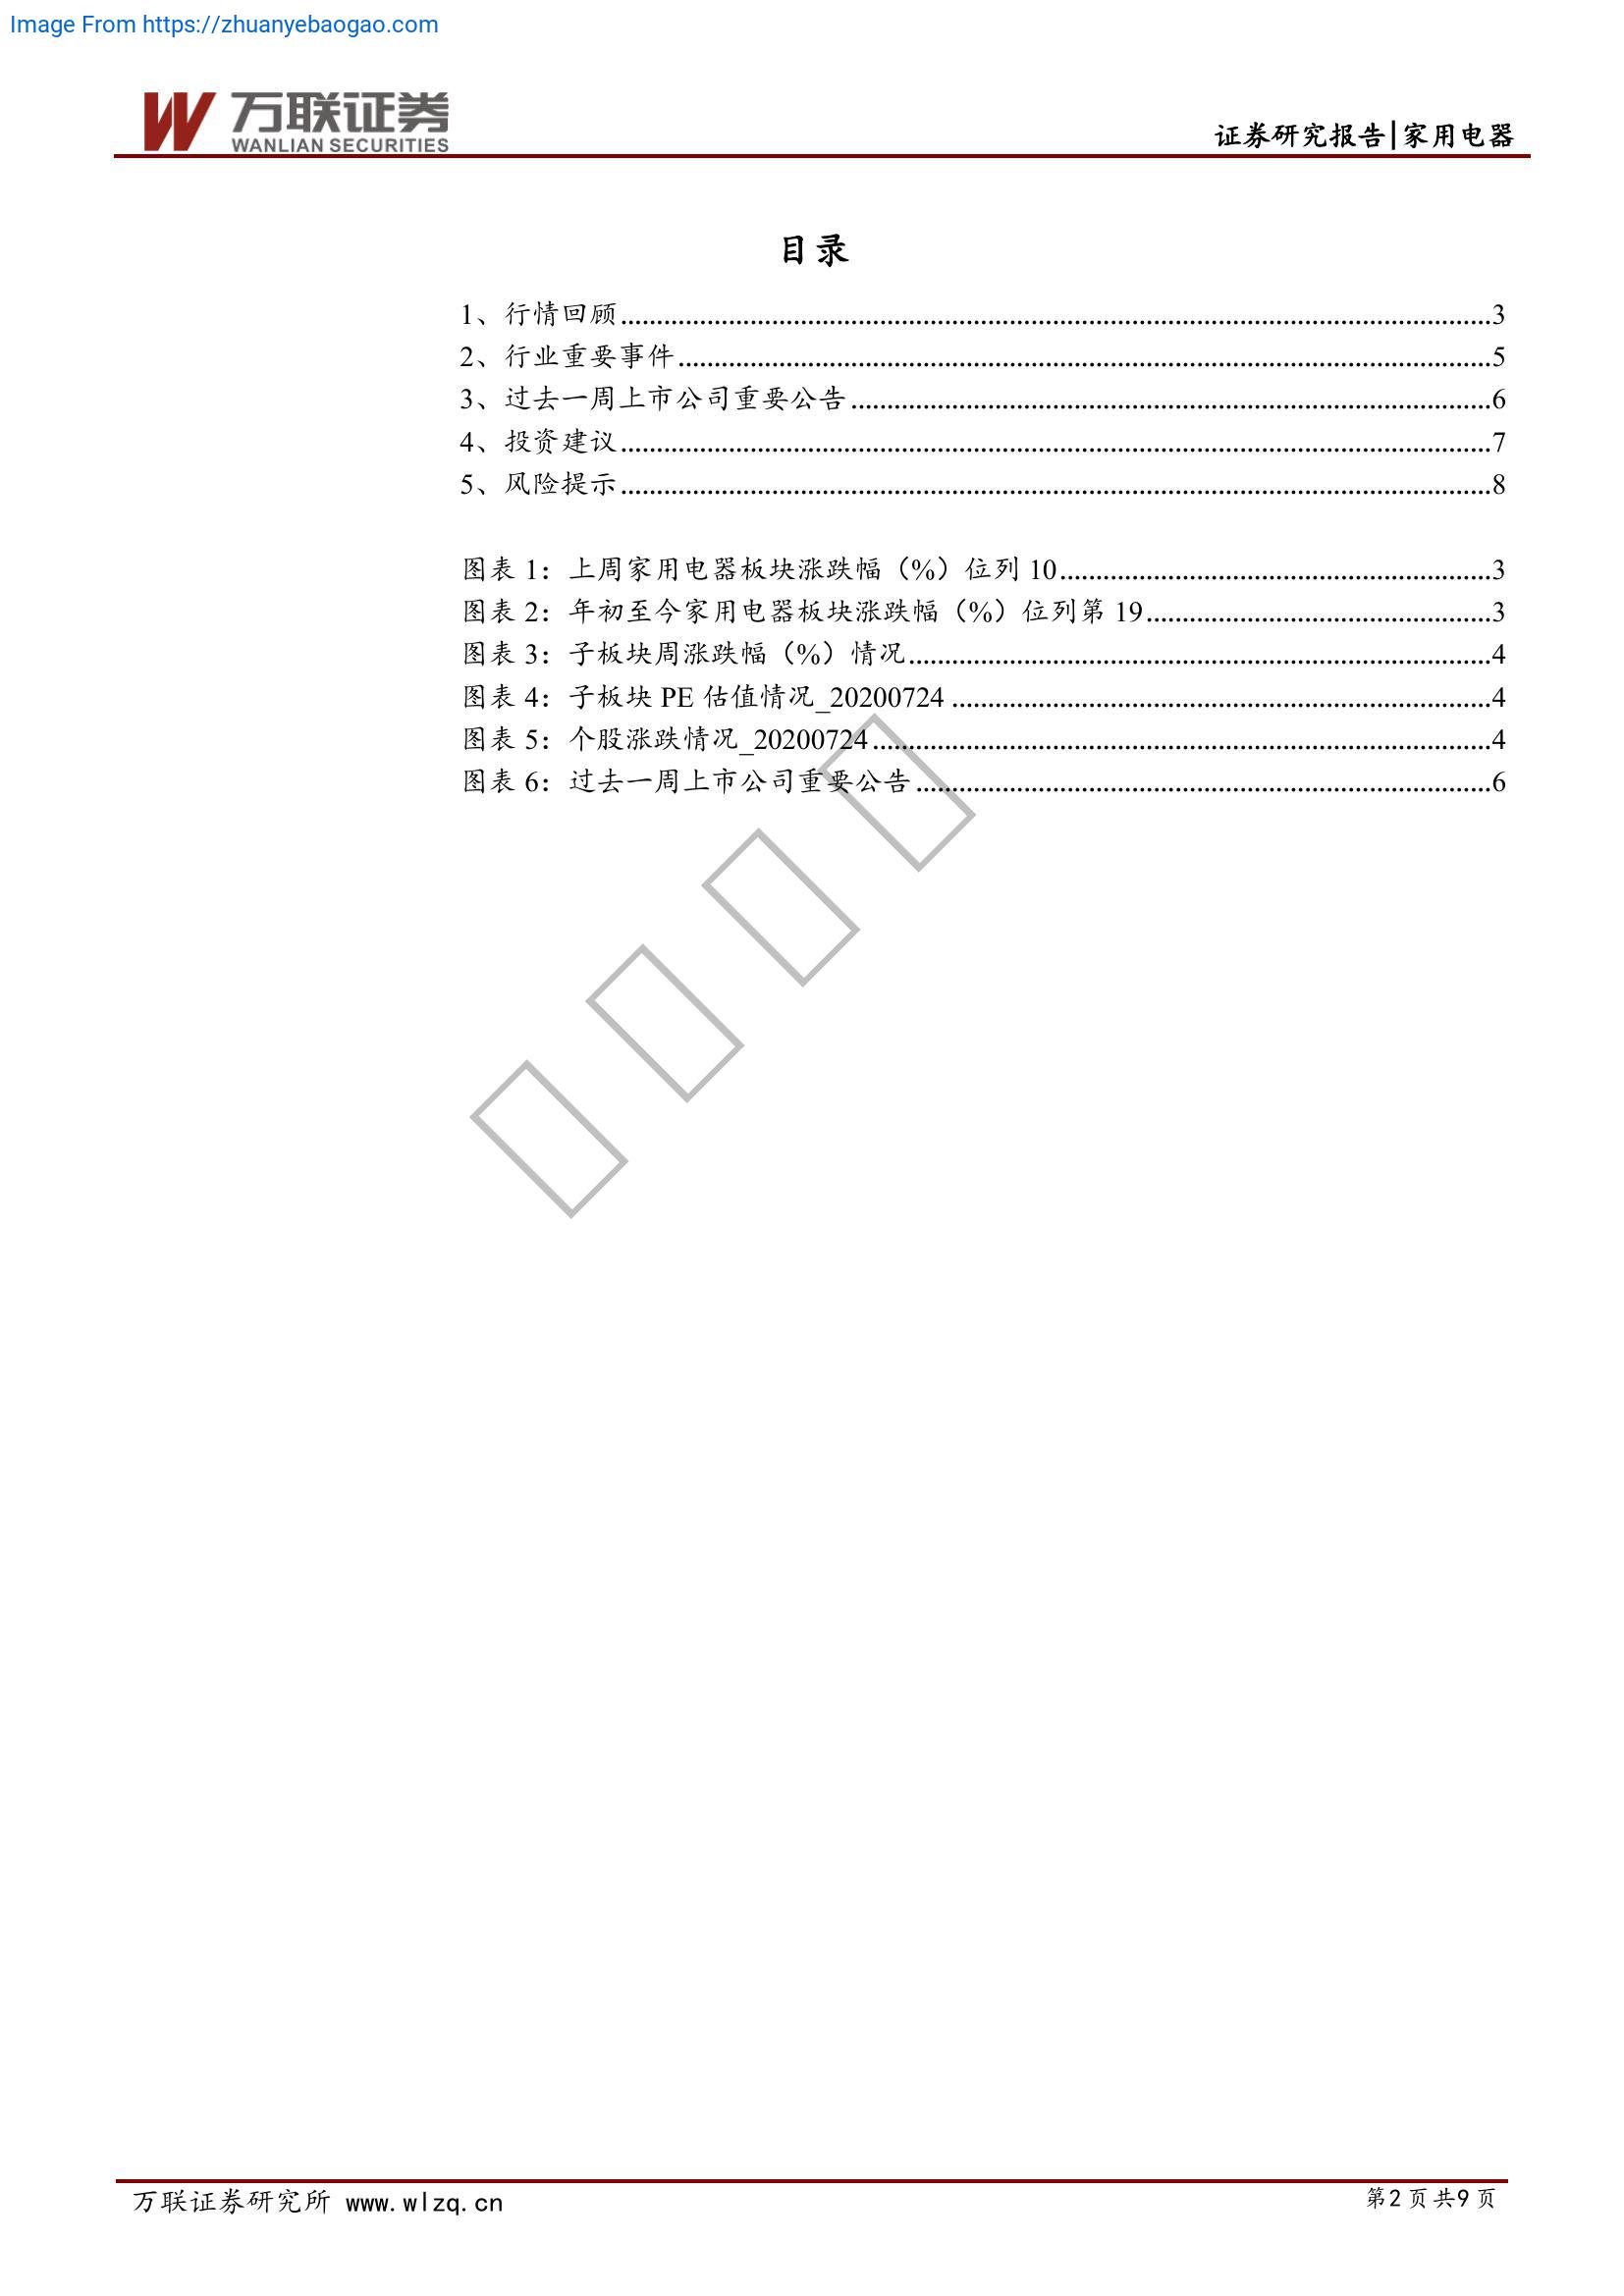 Image From https://zhuanyebaogao.com
万联证券
WANLIAN SECURITIES
证券研究报告|家用电器
目录
1、行情回顾........................................................................................................................3
2、行业重要事件................................................................................................................5
3、过去一周上市公司重要公告........................................................................................6
4、投资建议........................................................................................................................7
5、风险提示........................................................................................................................8
图表 1：上周家用电器板块涨跌幅（%）位列 10............................................................3
图表 2：年初至今家用电器板块涨跌幅（%）位列第 19................................................3
图表 3：子板块周涨跌幅（%）情况.................................................................................4
图表 4：子板块 PE 估值情况_20200724 ...........................................................................4
图表 5：个股涨跌情况_20200724......................................................................................4
图表 6：过去一周上市公司重要公告................................................................................6
万联证券研究所 www.wlzq.cn
第2页共9页